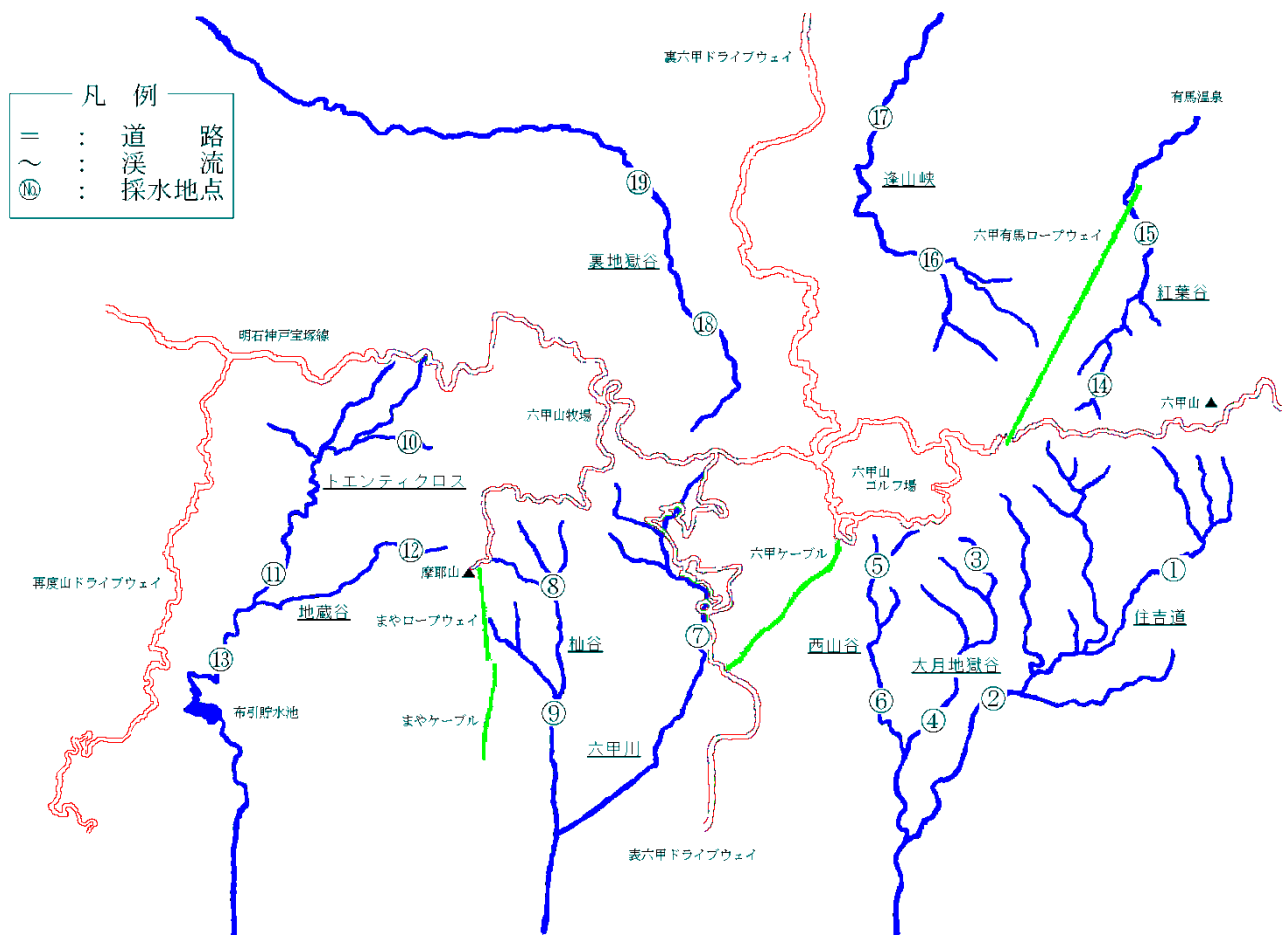 凡 例
＝ ： 道 路
～ ： 渓 流
№ ： 採水地点
裏六甲ドライブウェイ
有馬温泉
⑰
⑲
逢山峡
六甲有馬ロープウェイ
⑮
⑯
裏地獄谷
紅葉谷
⑱
明石神戸宝塚線
⑭
六甲山 ▲
六甲山牧場
⑩
トエンティクロス
六甲山
ゴルフ場
六甲ケーブル
⑫
摩耶山 ▲
⑤
③
①
再度山ドライブウェイ
⑪
地蔵谷
⑧
まやロープウェイ
杣谷
⑦
西山谷
住吉道
⑬
大月地獄谷
布引貯水池
まやケーブル
⑨
六甲川
⑥
④
②
表六甲ドライブウェイ